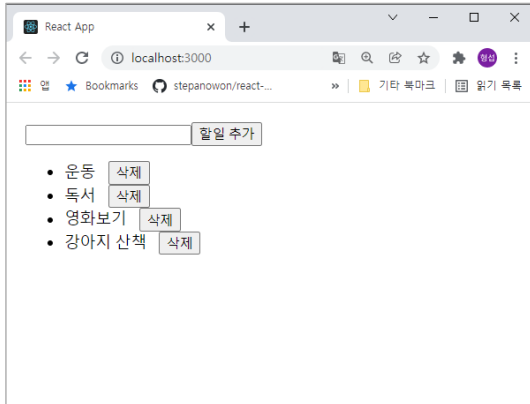 React App
localhost:3000
앱 Bookmarks stepanowon/react-... » 기타 북마크 읽기 목록
형섭
할일 추가
운동 삭제
독서 삭제
영화보기 삭제
강아지 산책 삭제